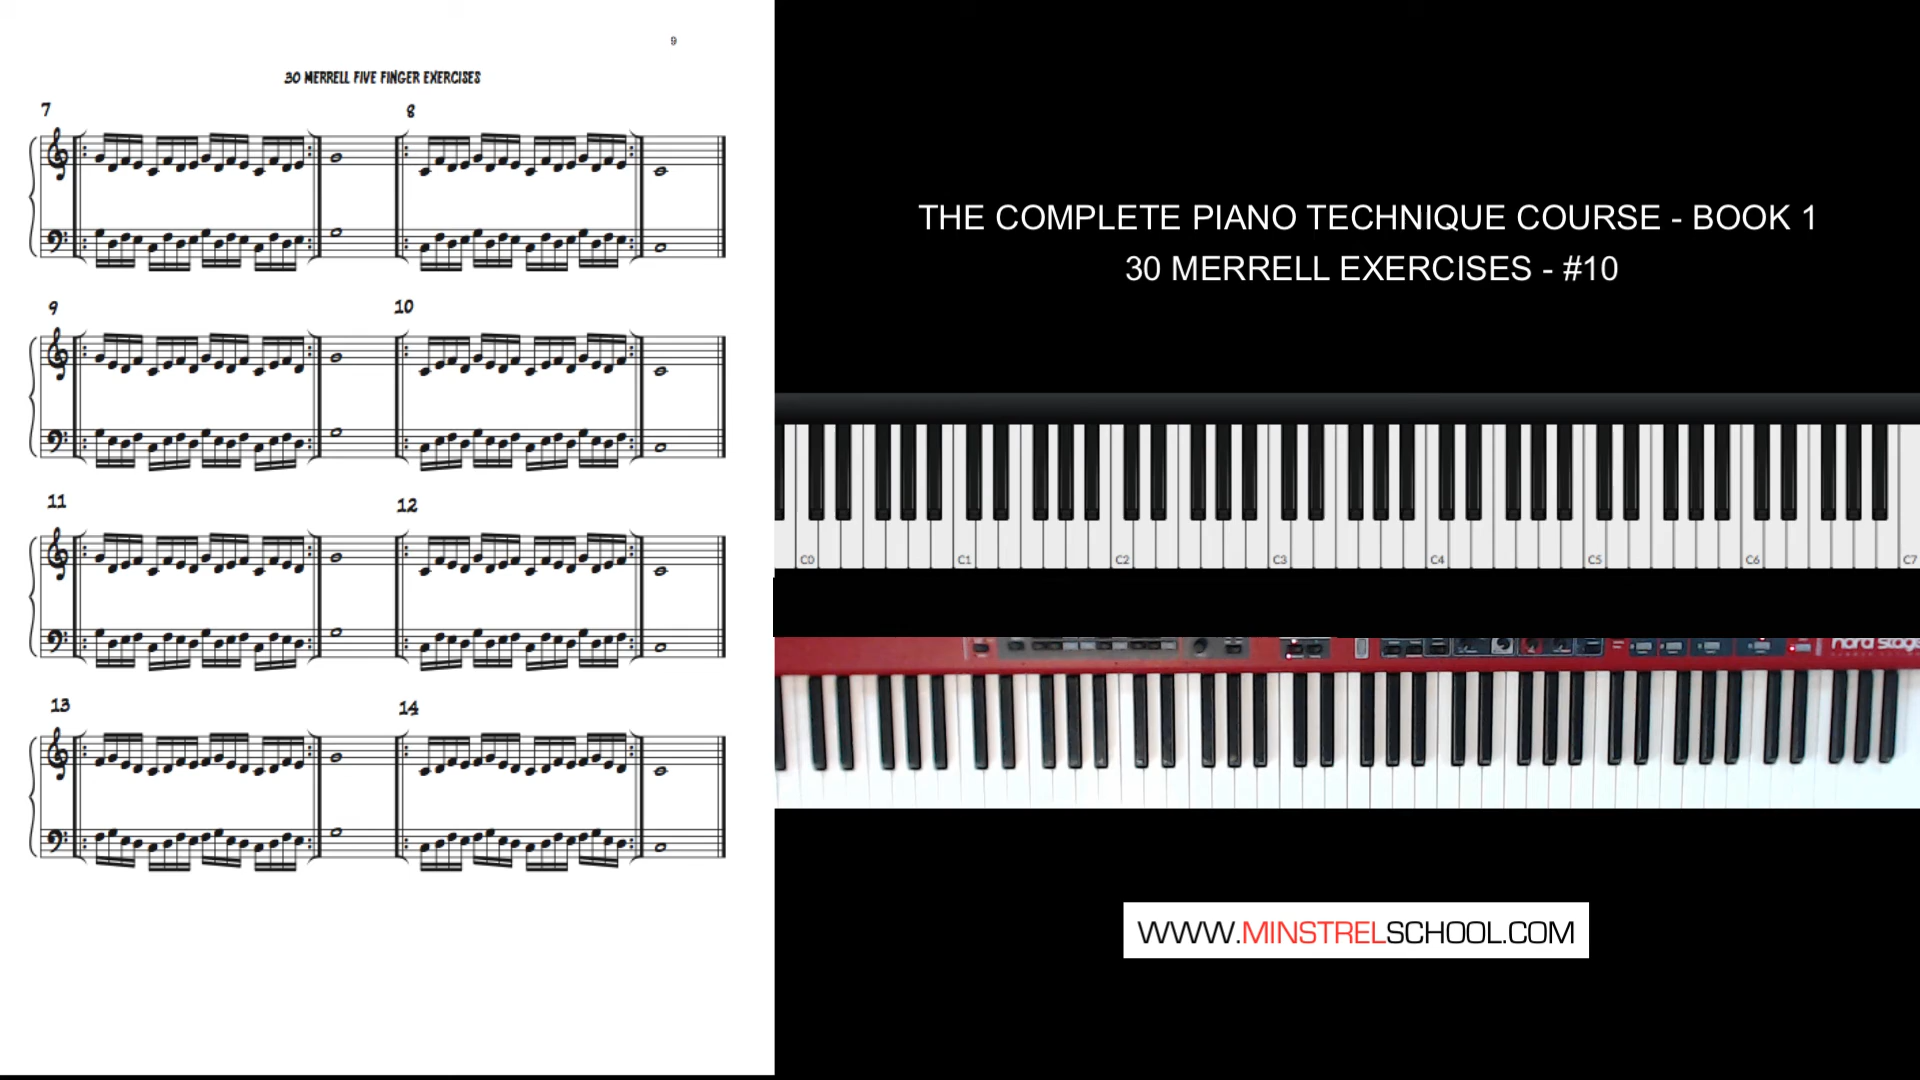 9
30 MERRELL FIVE FINGER EXERCISES
7
8
9
10
11
12
13
14
THE COMPLETE PIANO TECHNIQUE COURSE - BOOK 1
30 MERRELL EXERCISES - #10
C0 C1 C2 C3 C4 C5 C6 C7
nord stage
WWW.MINSTRELSCHOOL.COM